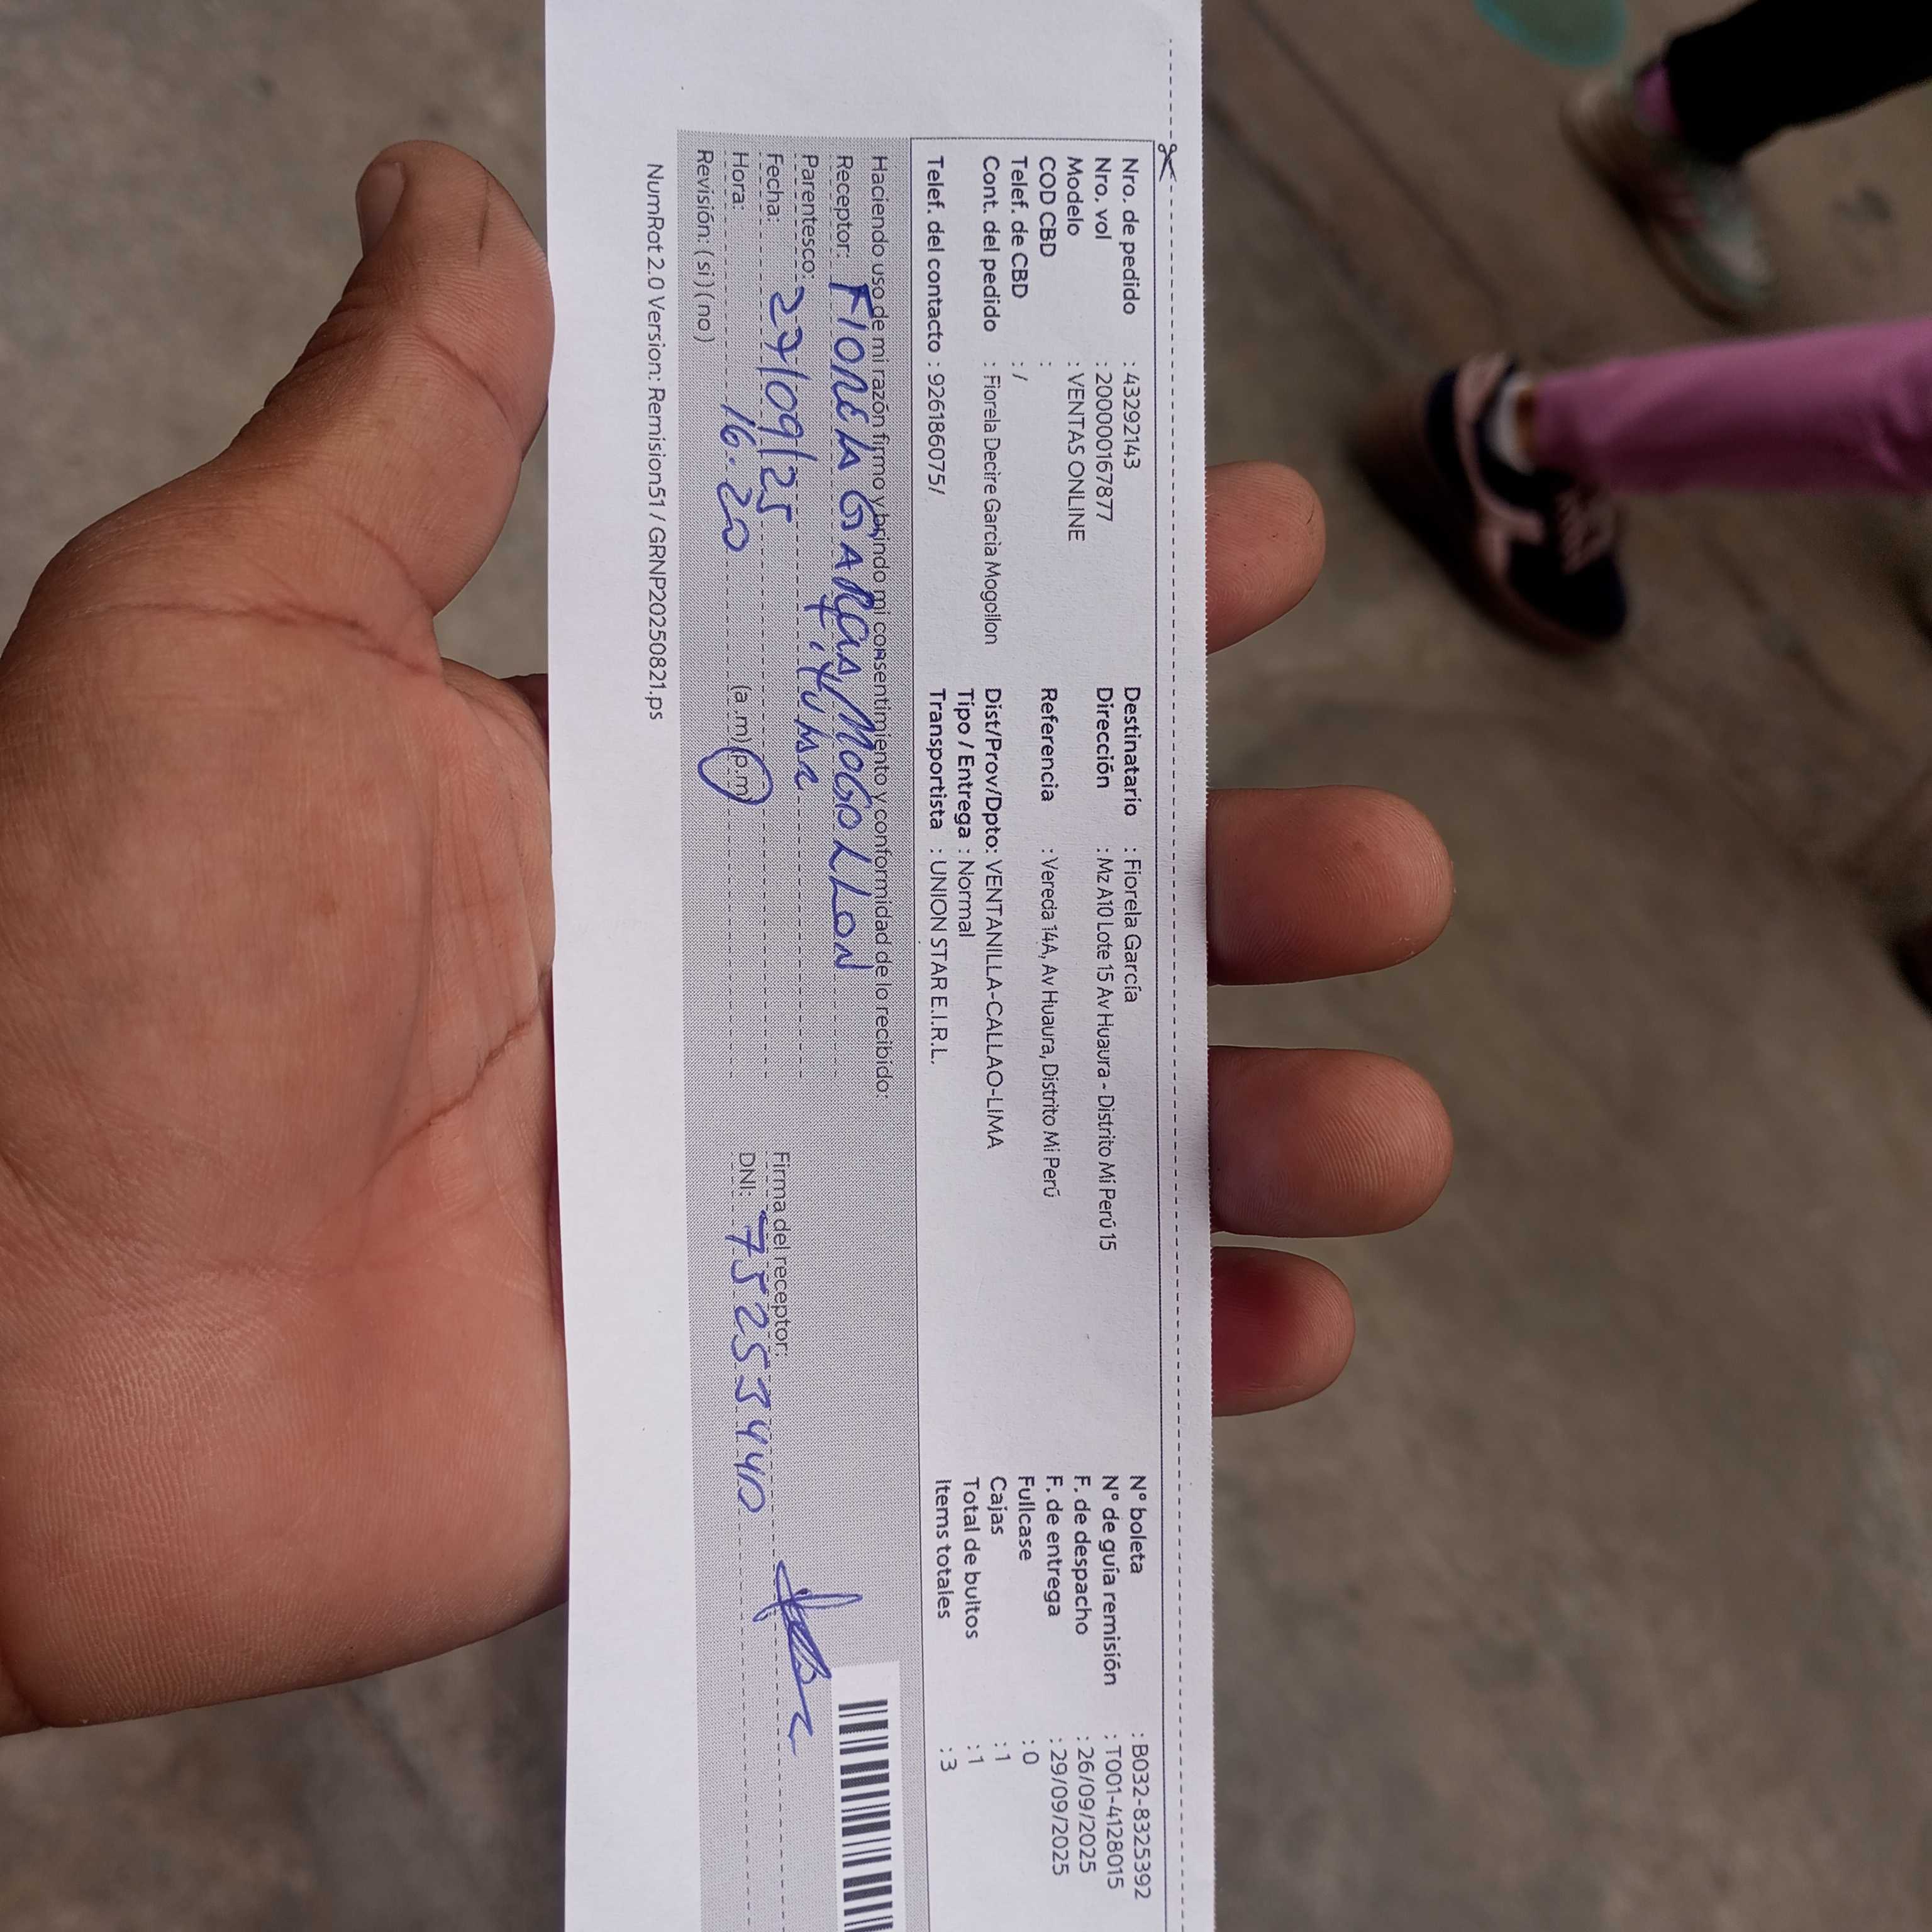 Nro. de pedido : 43292143
Nro. vol : 200000167877
Modelo : VENTAS ONLINE
COD CBD :
Telef. de CBD : /
Cont. del pedido : Fiorela Decire Garcia Mogollon
Telef. del contacto : 926186075/
Destinatario : Fiorela García
Dirección : Mz A10 Lote 15 Av Huaura - Distrito Mi Perú 15
Referencia : Vereda 14A, Av Huaura, Distrito Mi Perú
Dist/Prov/Dpto: VENTANILLA-CALLAO-LIMA
Tipo / Entrega : Normal
Transportista : UNION STAR E.I.R.L.
N° boleta : B032-8325392
N° de guía remisión : T001-4128015
F. de despacho : 26/09/2025
F. de entrega : 29/09/2025
Fullcase : 0
Cajas : 1
Total de bultos : 1
Items totales : 3
Haciendo uso de mi razón firmo y brindo mi consentimiento y conformidad de lo recibido:
Receptor: FIORELA GARCIA MOGOLLON
Parentesco:
Fecha: 27/09/25
Hora: 16.20 (a .m) (p.m)
Revisión: ( si ) ( no )
Firma del receptor:
DNI: 75253440
NumRot 2.0 Version: Remision51 / GRNP20250821.ps